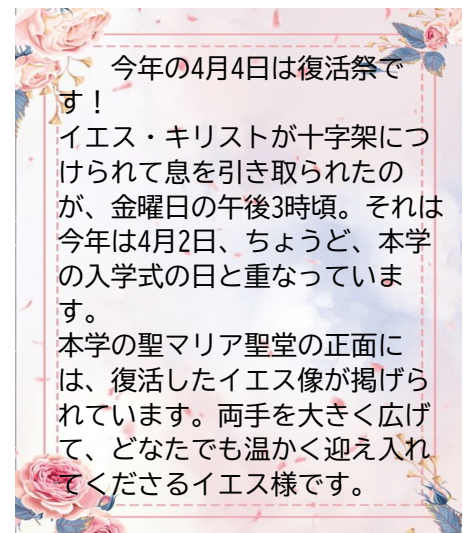 今年の4月4日は復活祭で
す！
イエス・キリストが十字架につ
けられて息を引き取られたの
が、金曜日の午後3時頃。それは
今年は4月2日、ちょうど、本学
の入学式の日と重なっていま
す。
本学の聖マリア聖堂の正面に
は、復活したイエス像が掲げら
れています。両手を大きく広げ
て、どなたでも温かく迎え入れ
てくださるイエス様です。